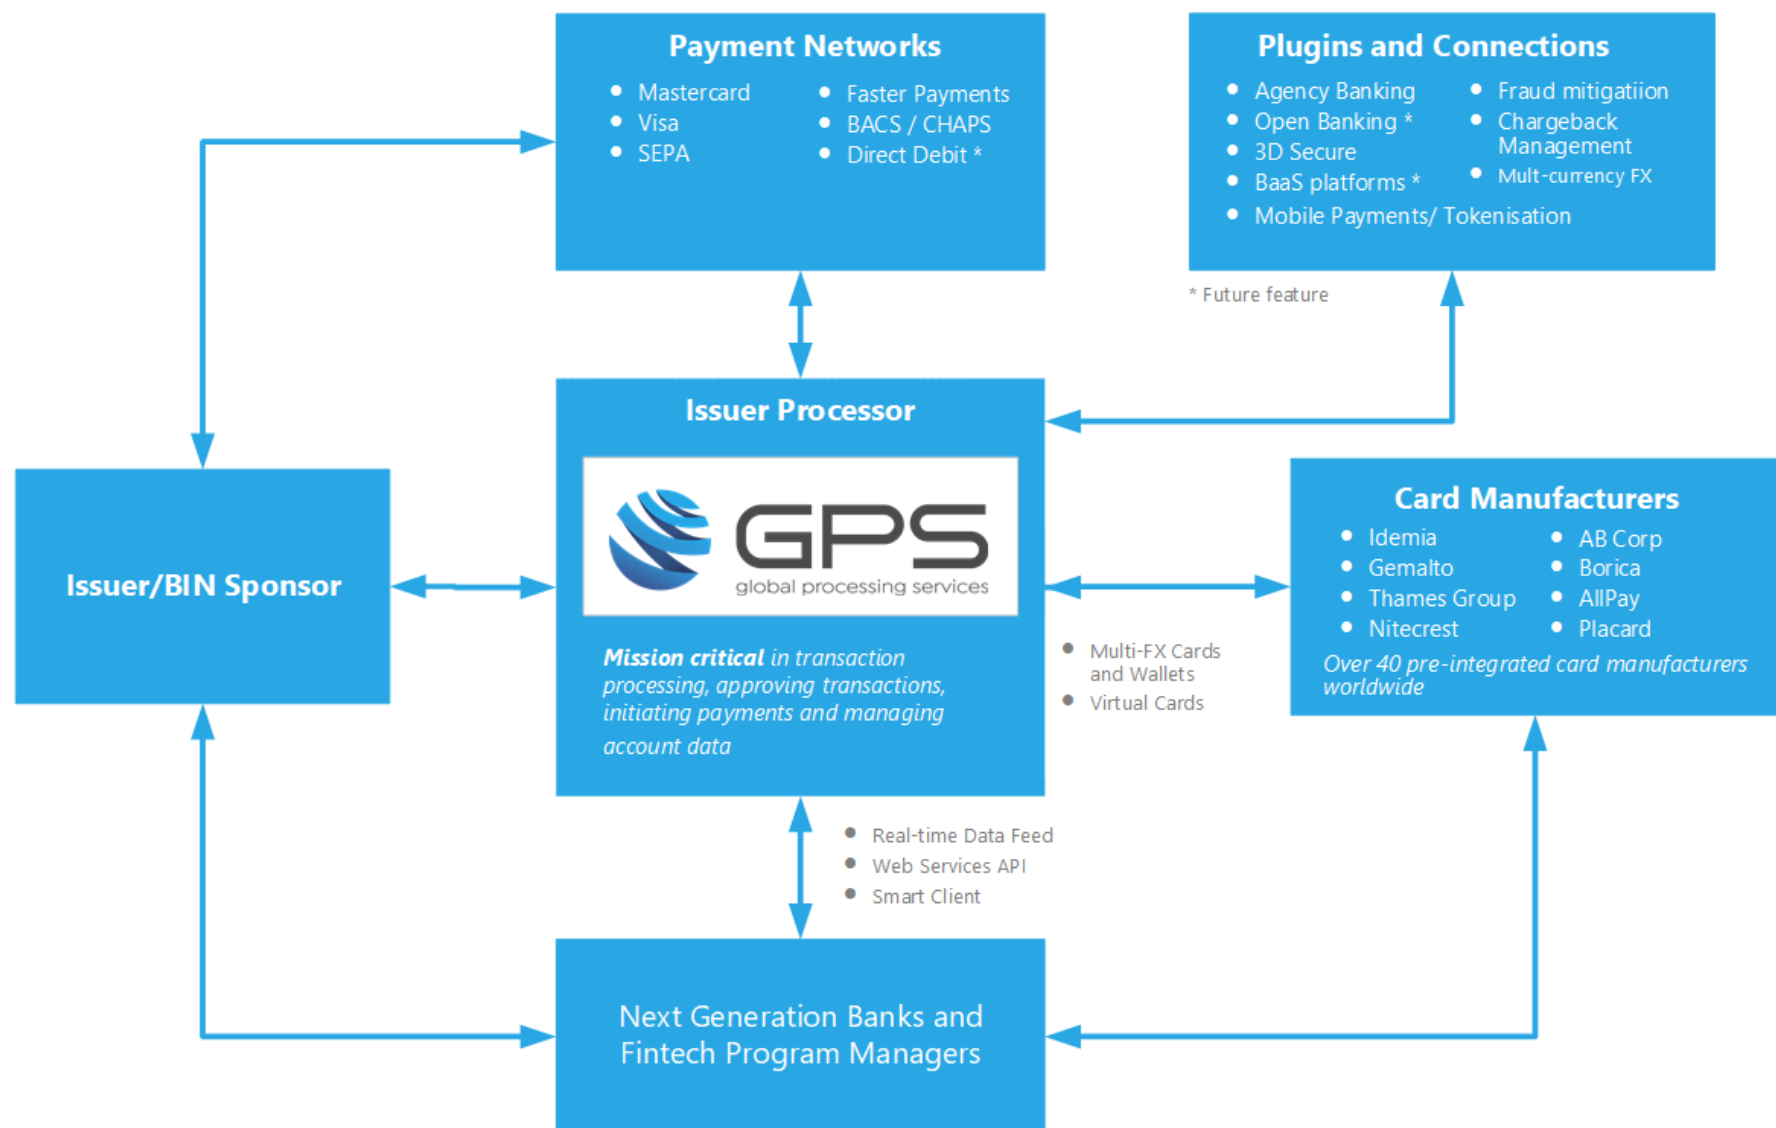 Payment Networks
• Mastercard
• Visa
• SEPA
• Faster Payments
• BACS / CHAPS
• Direct Debit *
Plugins and Connections
• Agency Banking
• Open Banking *
• 3D Secure
• BaaS platforms *
• Mobile Payments/ Tokenisation
• Fraud mitigatiion
• Chargeback
Management
• Mult-currency FX
* Future feature
Issuer Processor
GPS
global processing services
Mission critical in transaction
processing, approving transactions,
initiating payments and managing
account data
Issuer/BIN Sponsor
Card Manufacturers
• Idemia
• Gemalto
• Thames Group
• Nitecrest
• AB Corp
• Borica
• AllPay
• Placard
Over 40 pre-integrated card manufacturers
worldwide
• Multi-FX Cards
and Wallets
• Virtual Cards
• Real-time Data Feed
• Web Services API
• Smart Client
Next Generation Banks and
Fintech Program Managers